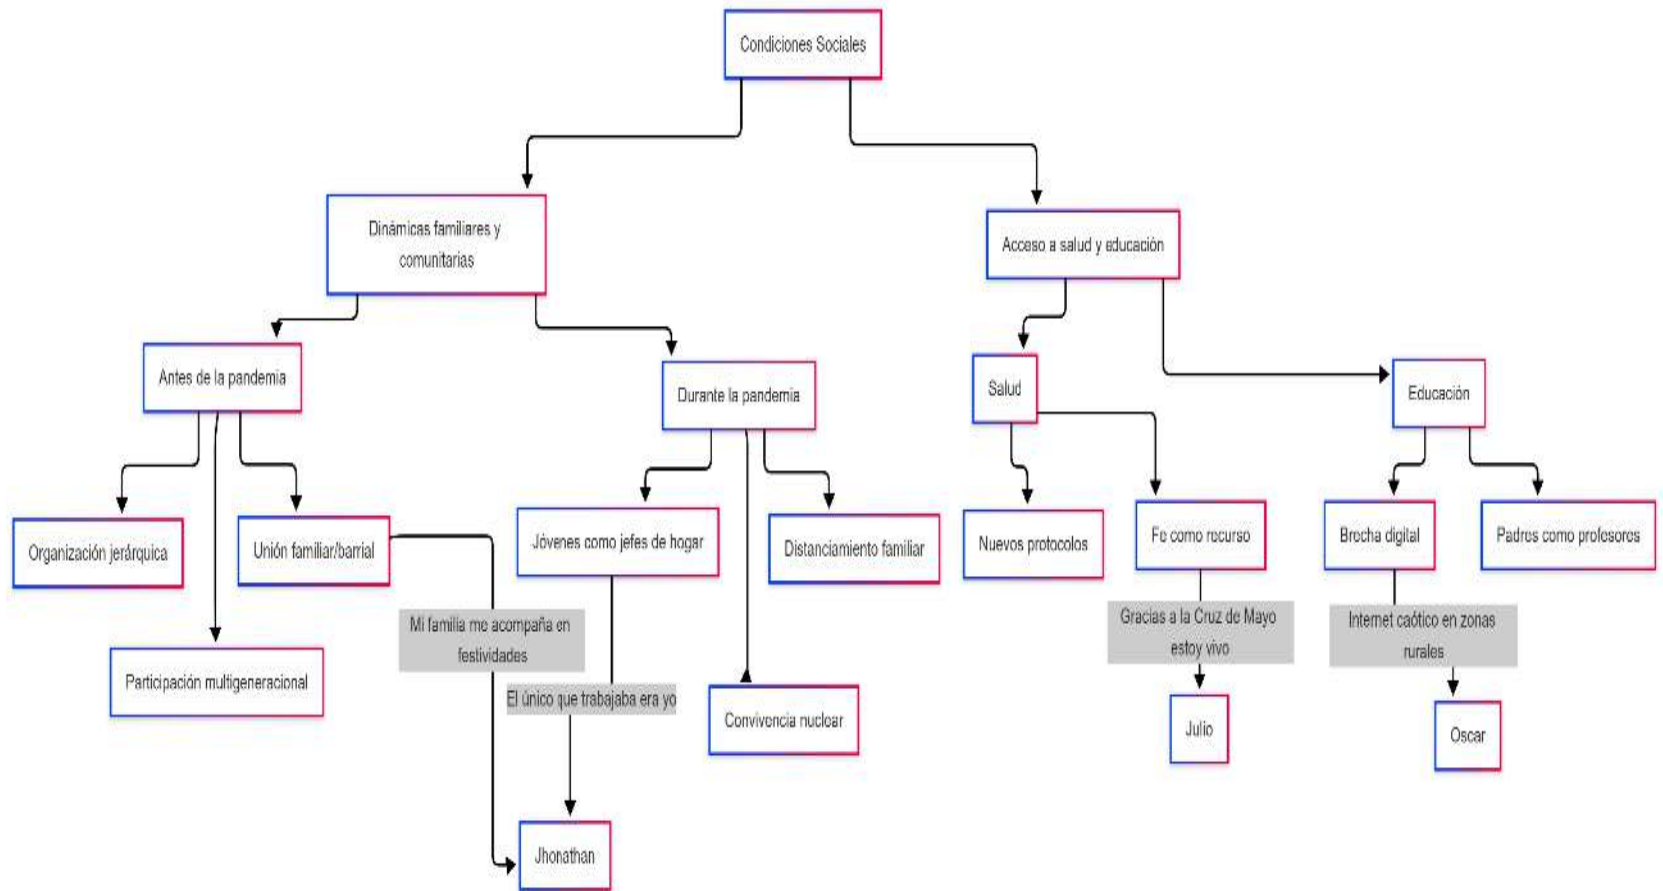 Condiciones Sociales
Dinámicas familiares y
comunitarias
Acceso a salud y educación
Antes de la pandemia
Durante la pandemia
Salud
Educación
Organización jerárquica
Unión familiar/barrial
Jóvenes como jefes de hogar
Distanciamiento familiar
Nuevos protocolos
Fe como recurso
Brecha digital
Padres como profesores
Mi familia me acompaña en
festividades
Gracias a la Cruz de Mayo
estoy vivo
Internet caótico en zonas
rurales
Participación multigeneracional
El único que trabajaba era yo
Convivencia nuclear
Julio
Oscar
Jhonathan